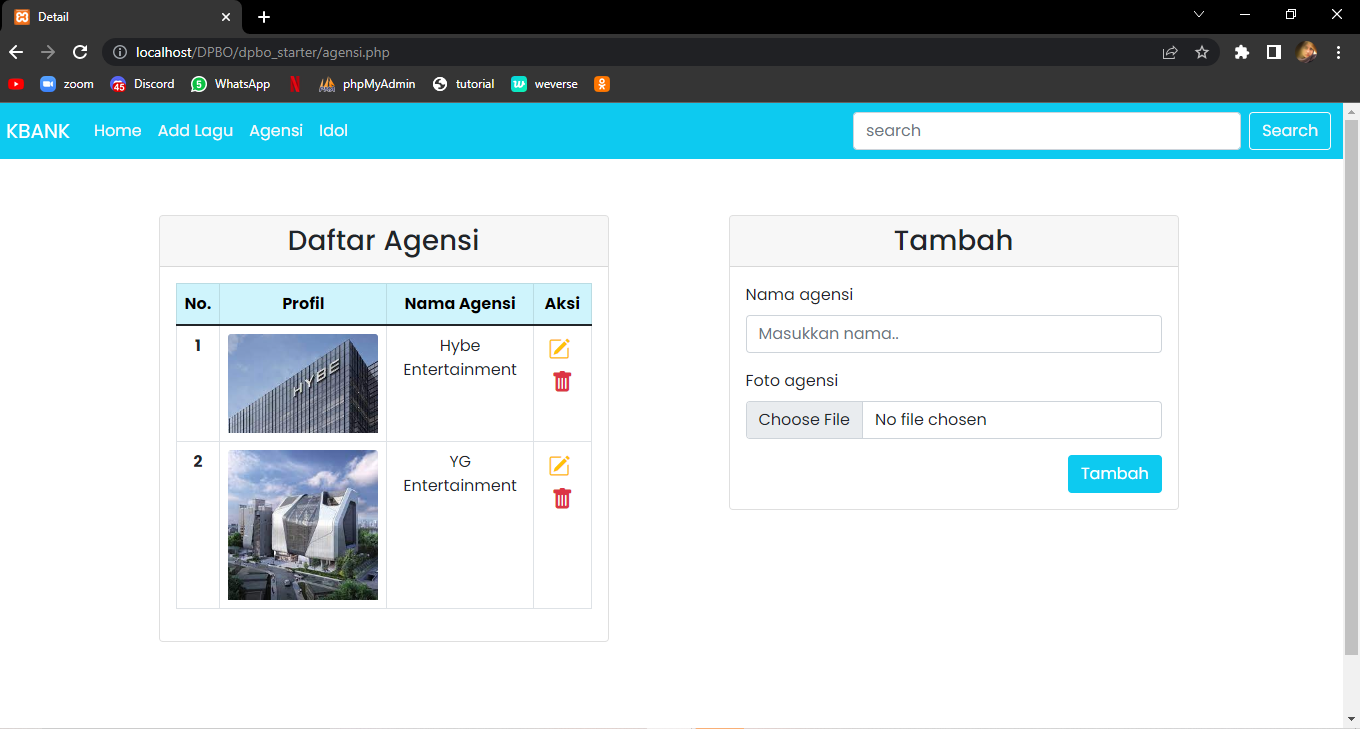 Detail
localhost/DPBO/dpbo_starter/agensi.php
45
5
zoom Discord WhatsApp phpMyAdmin tutorial weverse
KBANK Home Add Lagu Agensi Idol search Search
Daftar Agensi
No. Profil Nama Agensi Aksi
1 HYBE Hybe
Entertainment
2 YG
Entertainment
Tambah
Nama agensi
Masukkan nama..
Foto agensi
Choose File No file chosen
Tambah